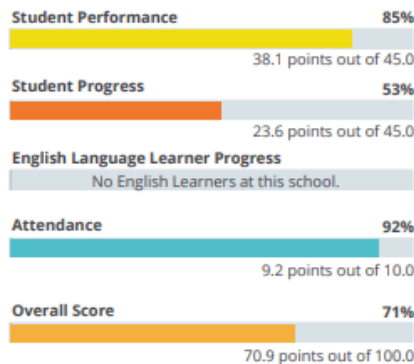 Student Performance 85%
38.1 points out of 45.0
Student Progress 53%
23.6 points out of 45.0
English Language Learner Progress
No English Learners at this school.
Attendance 92%
9.2 points out of 10.0
Overall Score 71%
70.9 points out of 100.0